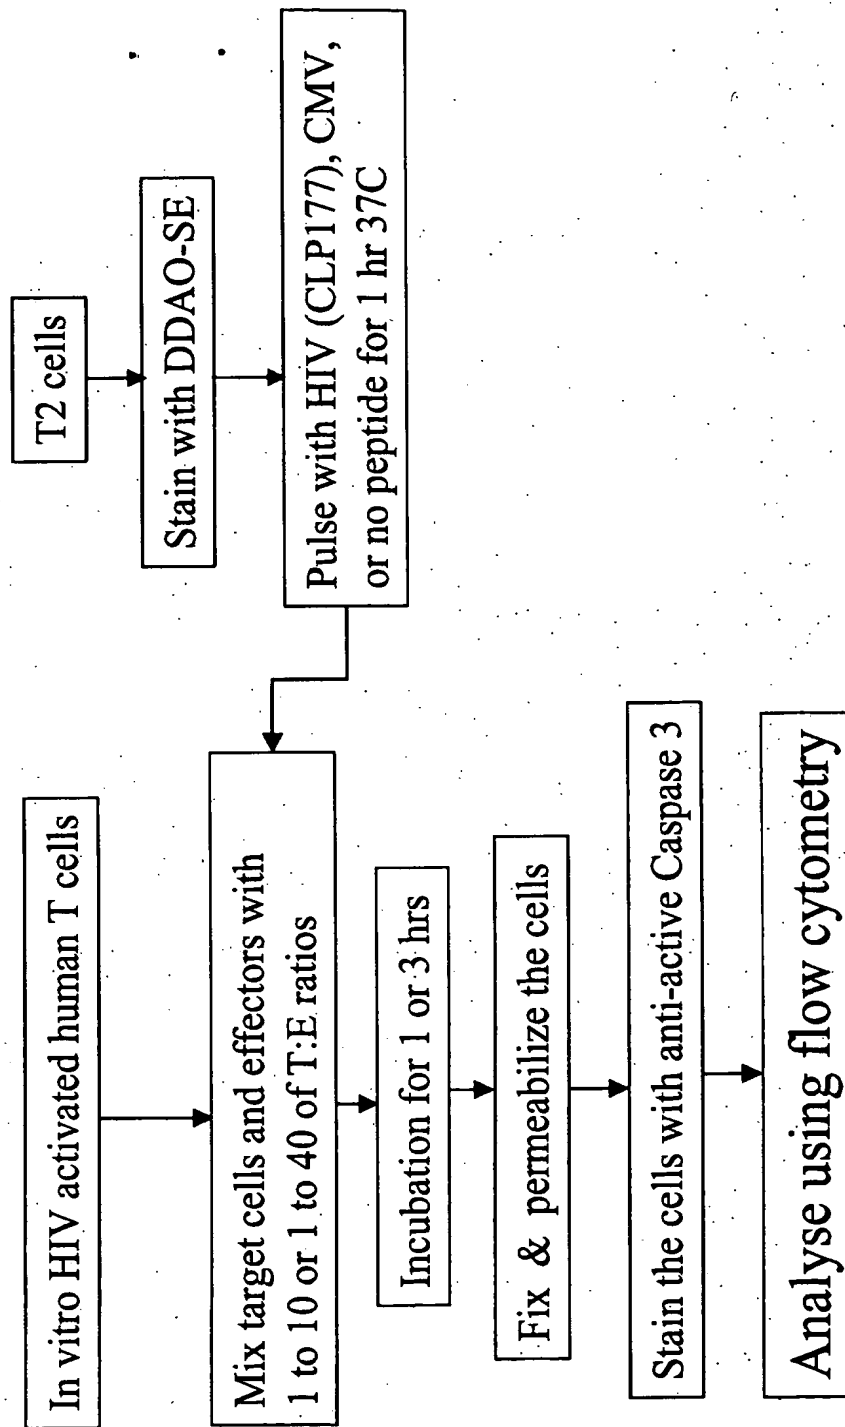 In vitro HIV activated human T cells
T2 cells
Stain with DDAO-SE
Pulse with HIV (CLP177), CMV,
or no peptide for 1 hr 37C
Mix target cells and effectors with
1 to 10 or 1 to 40 of T:E ratios
Incubation for 1 or 3 hrs
Fix & permeabilize the cells
Stain the cells with anti-active Caspase 3
Analyse using flow cytometry